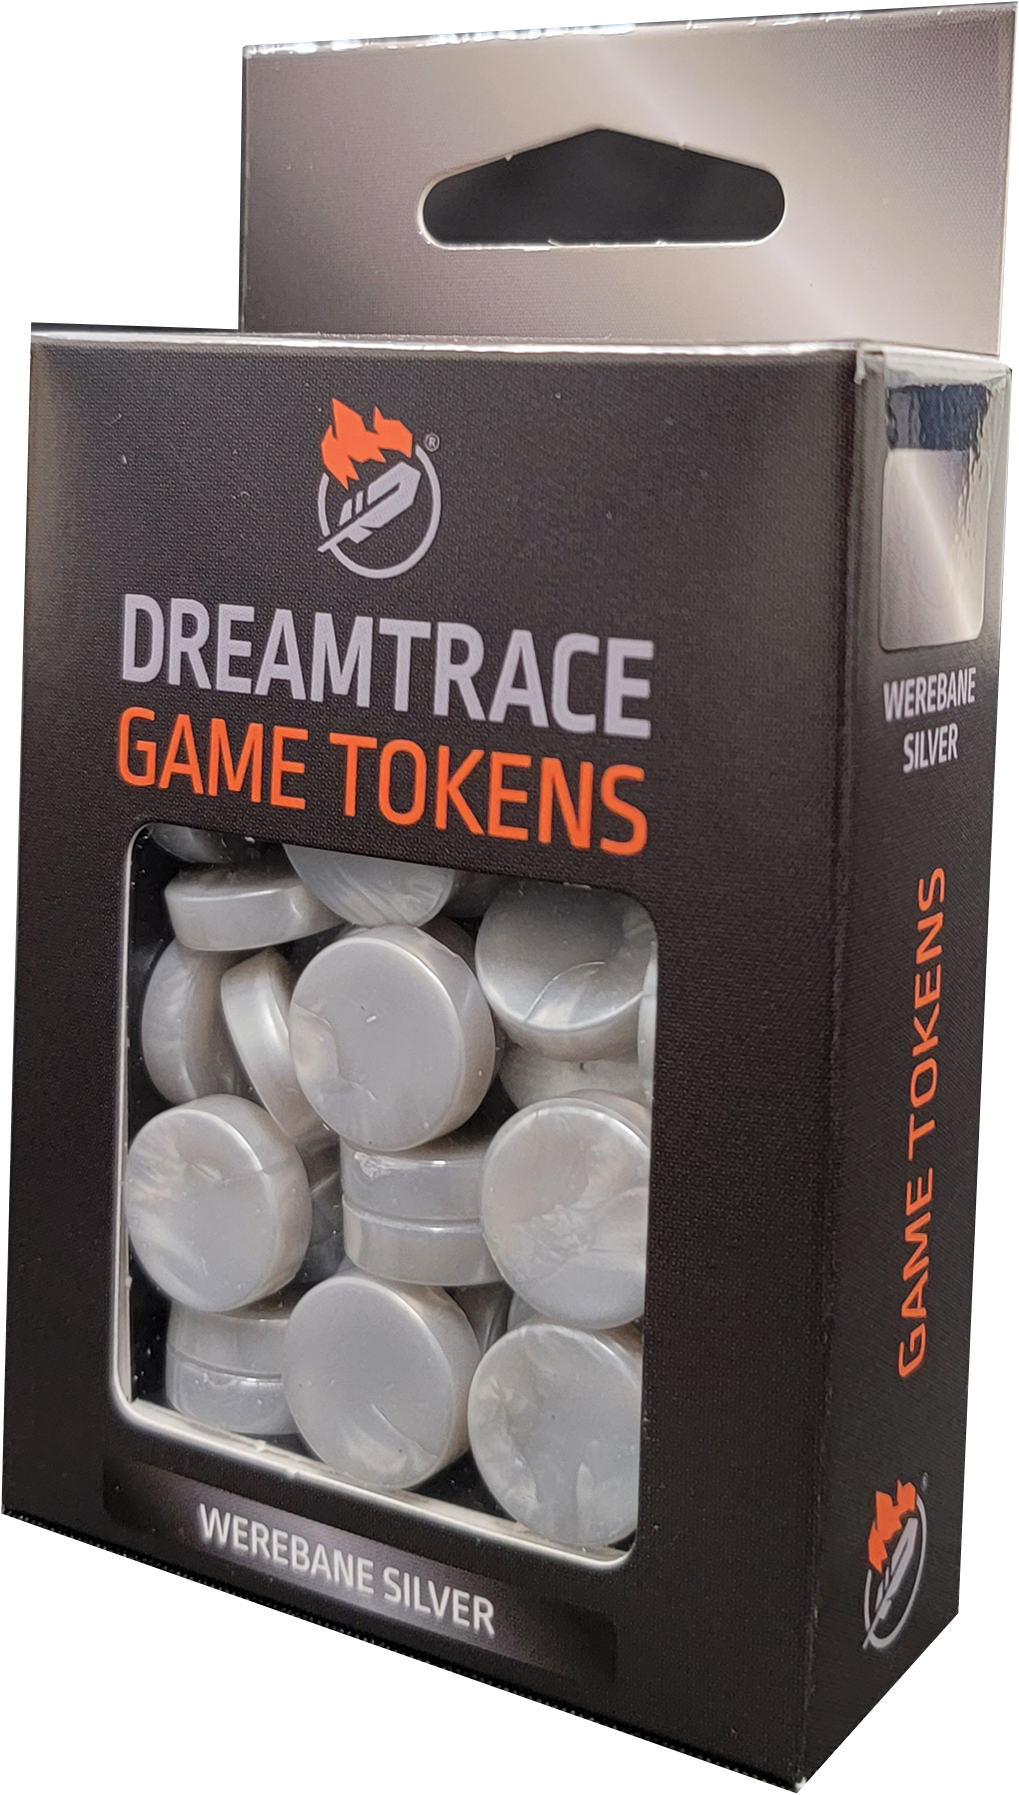 ®
DREAMTRACE
GAME TOKENS
WEREBANE SILVER
WEREBANE
SILVER
GAME TOKENS